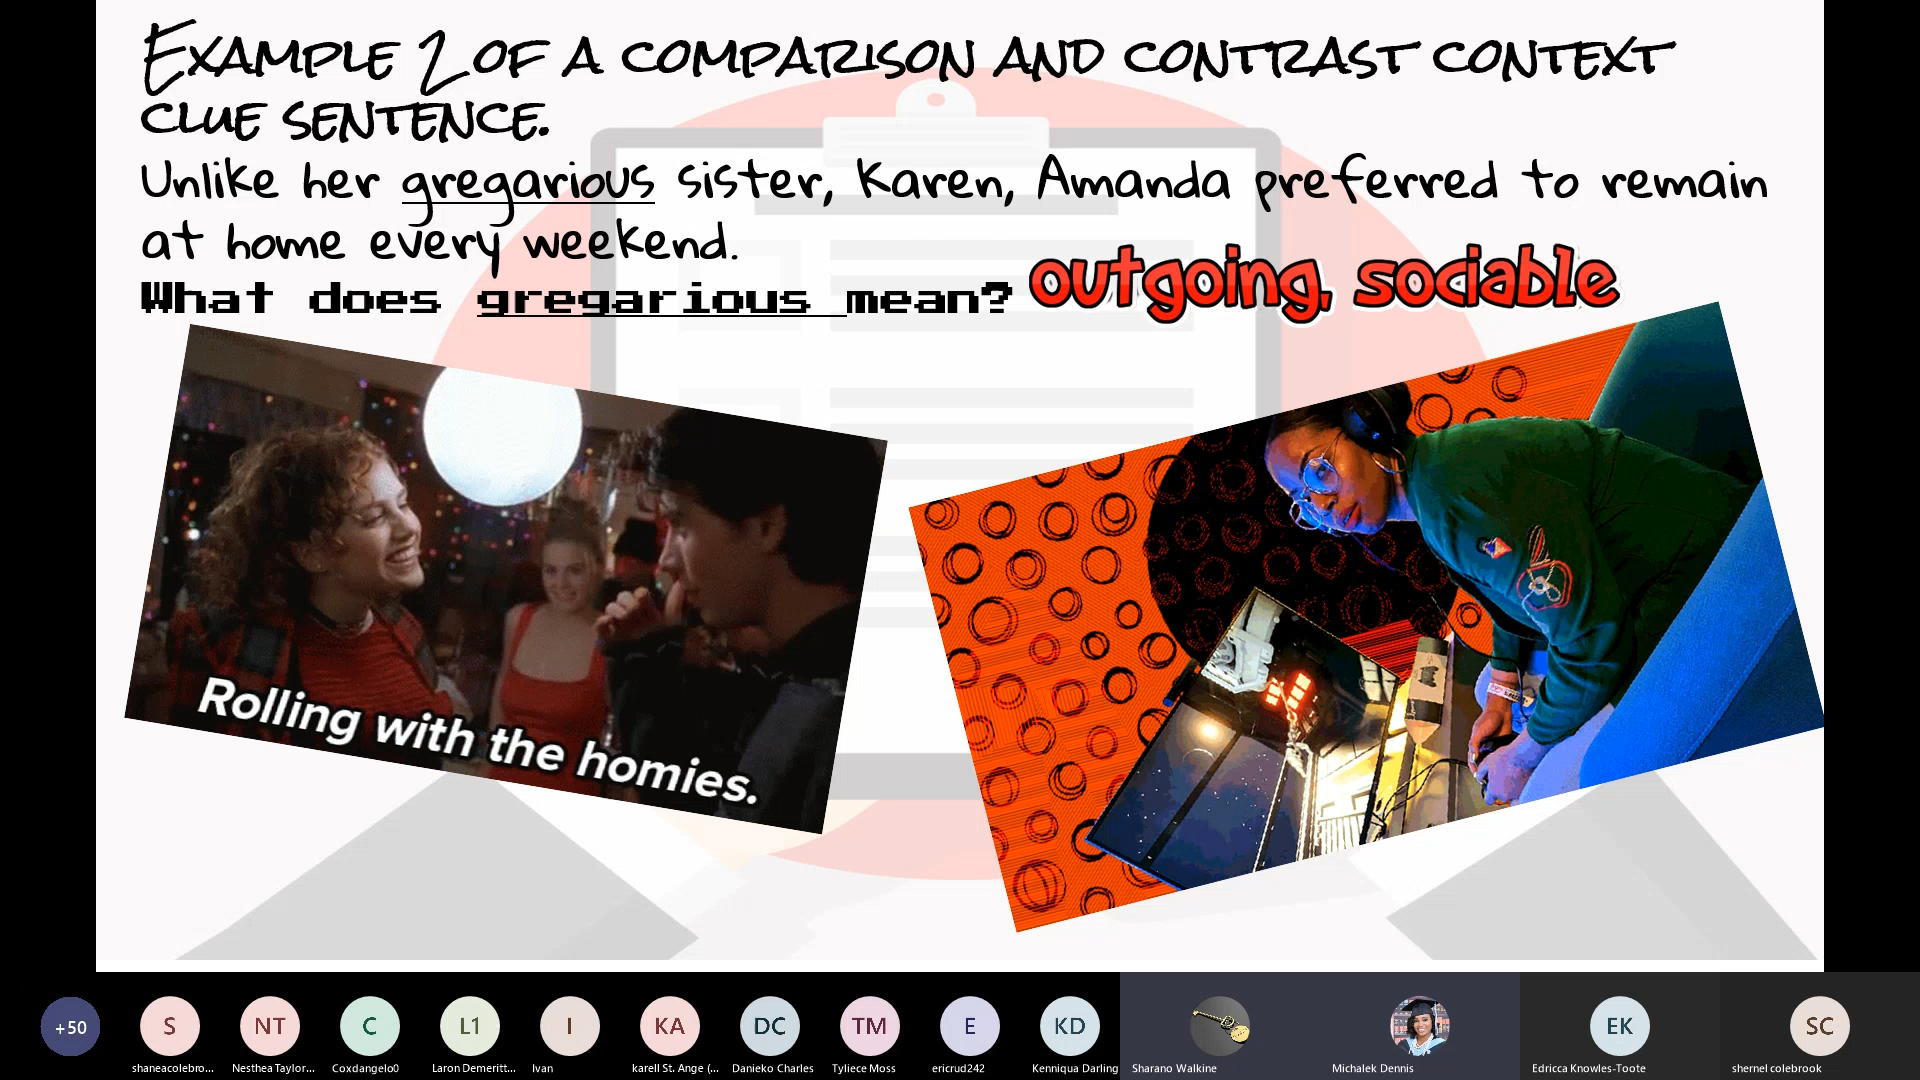 Example 2 of a comparison and contrast context
clue sentence.
Unlike her gregarious sister, Karen, Amanda preferred to remain
at home every weekend.
What does gregarious mean? outgoing, sociable
Rolling with the homies.
+50 S NT C L1 I KA DC TM E KD EK SC
shaneacolebro... Nesthea Taylor... Coxdangelo0 Laron Demeritt... Ivan karell St. Ange (... Danieko Charles Tyliece Moss ericrud242 Kenniqua Darling Sharano Walkine Michalek Dennis Edricca Knowles-Toote shernel colebrook